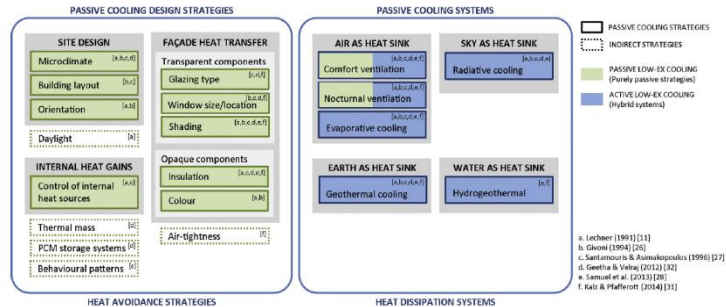 PASSIVE COOLING DESIGN STRATEGIES
SITE DESIGN
Microclimate [a,b,c,d]
Building layout [b,c]
Orientation [a,b]
Daylight [a]
INTERNAL HEAT GAINS
Control of internal
heat sources [a,c]
Thermal mass [d]
PCM storage systems [d]
Behavioural patterns [c]
FAÇADE HEAT TRANSFER
Transparent components
Glazing type [c,d,f]
Window size/location [b,c,d,f]
Shading [a,b,c,d,e,f]
Opaque components
Insulation [a,c,d,e,f]
Colour [a,b]
Air-tightness [f]
HEAT AVOIDANCE STRATEGIES
PASSIVE COOLING SYSTEMS
AIR AS HEAT SINK
Comfort ventilation [a,b,c,d,e,f]
Nocturnal ventilation [a,b,c,d,e,f]
Evaporative cooling [a,b,c,d,e,f]
SKY AS HEAT SINK
Radiative cooling [a,b,c,d,e]
EARTH AS HEAT SINK
Geothermal cooling [a,b,c,d,e,f]
WATER AS HEAT SINK
Hydrogeothermal [e,f]
HEAT DISSIPATION SYSTEMS
PASSIVE COOLING STRATEGIES
INDIRECT STRATEGIES
PASSIVE LOW-EX COOLING
(Purely passive strategies)
ACTIVE LOW-EX COOLING
(Hybrid systems)
a. Lechner (1991) [11]
b. Givoni (1994) [26]
c. Santamouris & Asimakopoulos (1996) [27]
d. Geetha & Velraj (2012) [32]
e. Samuel et al. (2013) [28]
f. Kalz & Pfafferott (2014) [31]